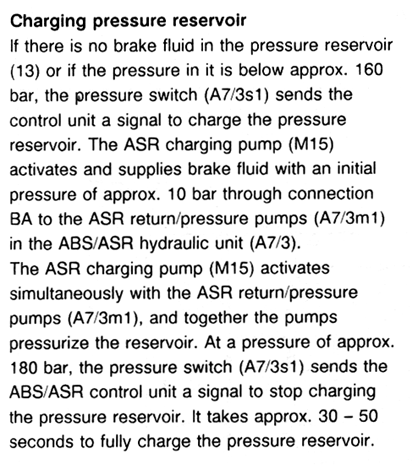 Charging pressure reservoir
If there is no brake fluid in the pressure reservoir
(13) or if the pressure in it is below approx. 160
bar, the pressure switch (A7/3s1) sends the
control unit a signal to charge the pressure
reservoir. The ASR charging pump (M15)
activates and supplies brake fluid with an initial
pressure of approx. 10 bar through connection
BA to the ASR return/pressure pumps (A7/3m1)
in the ABS/ASR hydraulic unit (A7/3).
The ASR charging pump (M15) activates
simultaneously with the ASR return/pressure
pumps (A7/3m1), and together the pumps
pressurize the reservoir. At a pressure of approx.
180 bar, the pressure switch (A7/3s1) sends the
ABS/ASR control unit a signal to stop charging
the pressure reservoir. It takes approx. 30 – 50
seconds to fully charge the pressure reservoir.